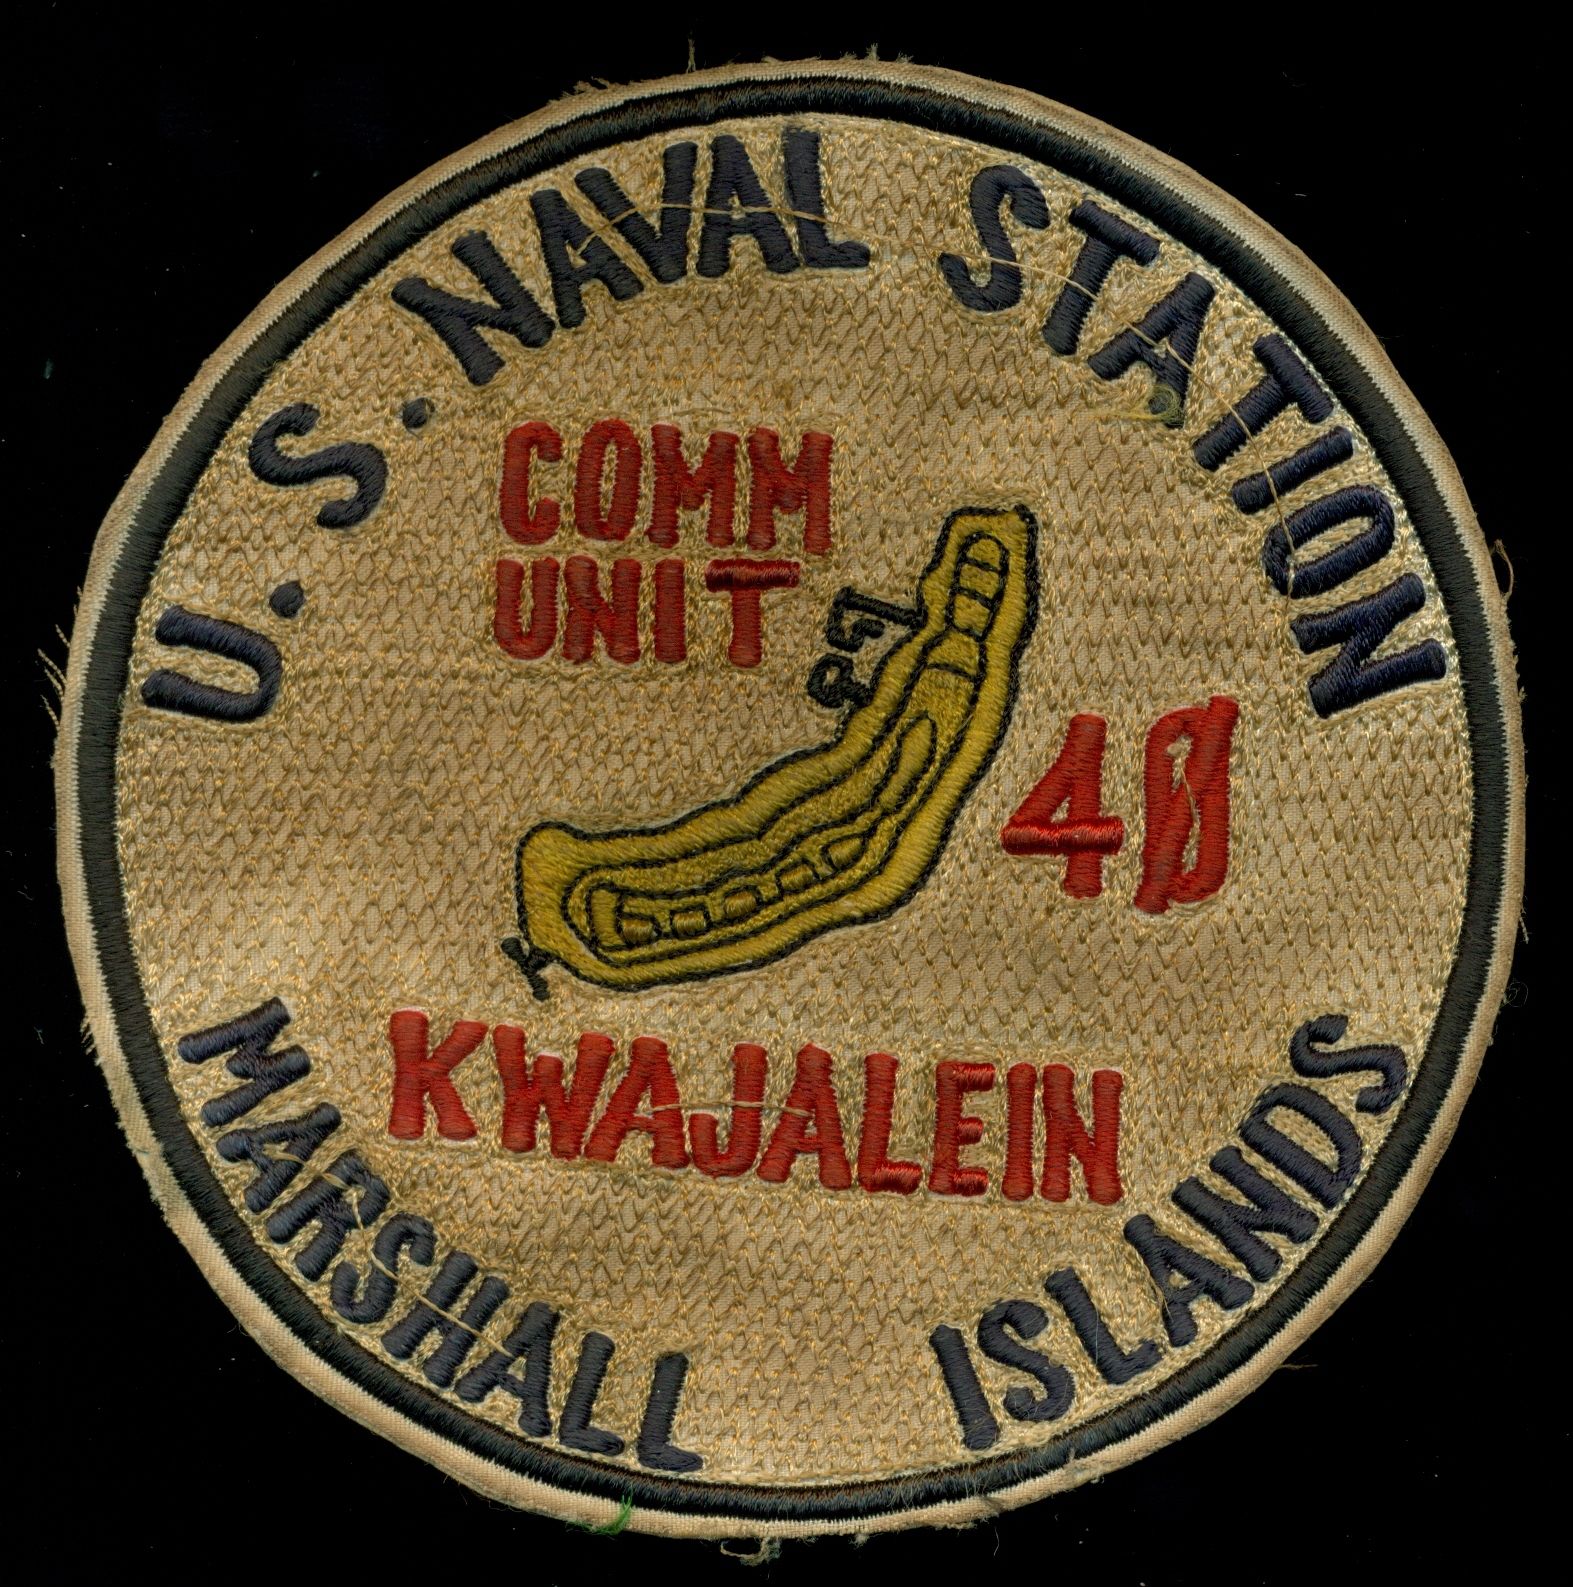 U.S. NAVAL STATION
COMM
UNIT
4Ø
KWAJALEIN
MARSHALL ISLANDS